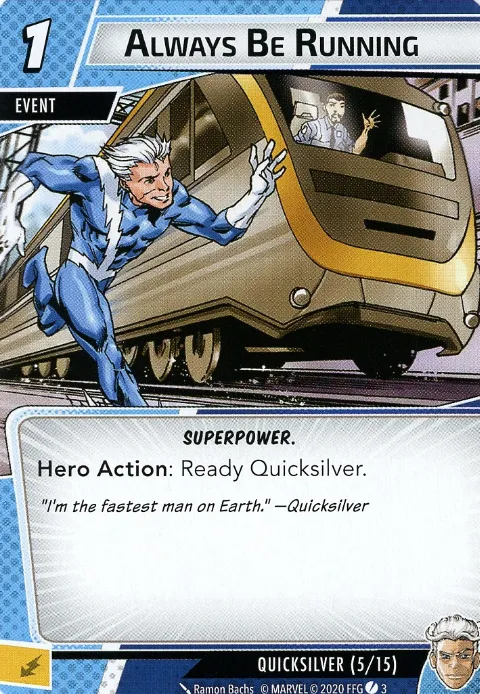 1
ALWAYS BE RUNNING
EVENT
SUPERPOWER.
Hero Action: Ready Quicksilver.
"I'm the fastest man on Earth." —Quicksilver
QUICKSILVER (5/15)
Ramon Bachs © MARVEL © 2020 FFG 3